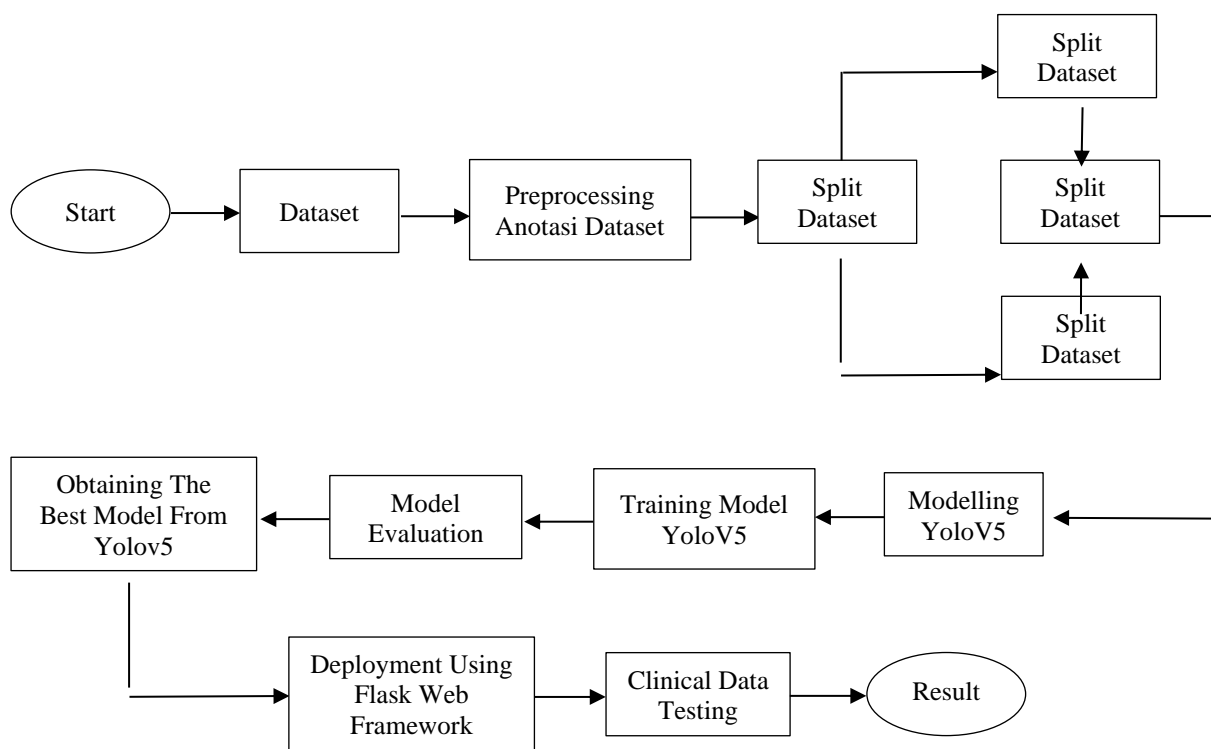 Start
Dataset
Preprocessing
Anotasi Dataset
Split
Dataset
Split
Dataset
Split
Dataset
Split
Dataset
Modelling
YoloV5
Training Model
YoloV5
Model
Evaluation
Obtaining The
Best Model From
Yolov5
Deployment Using
Flask Web
Framework
Clinical Data
Testing
Result